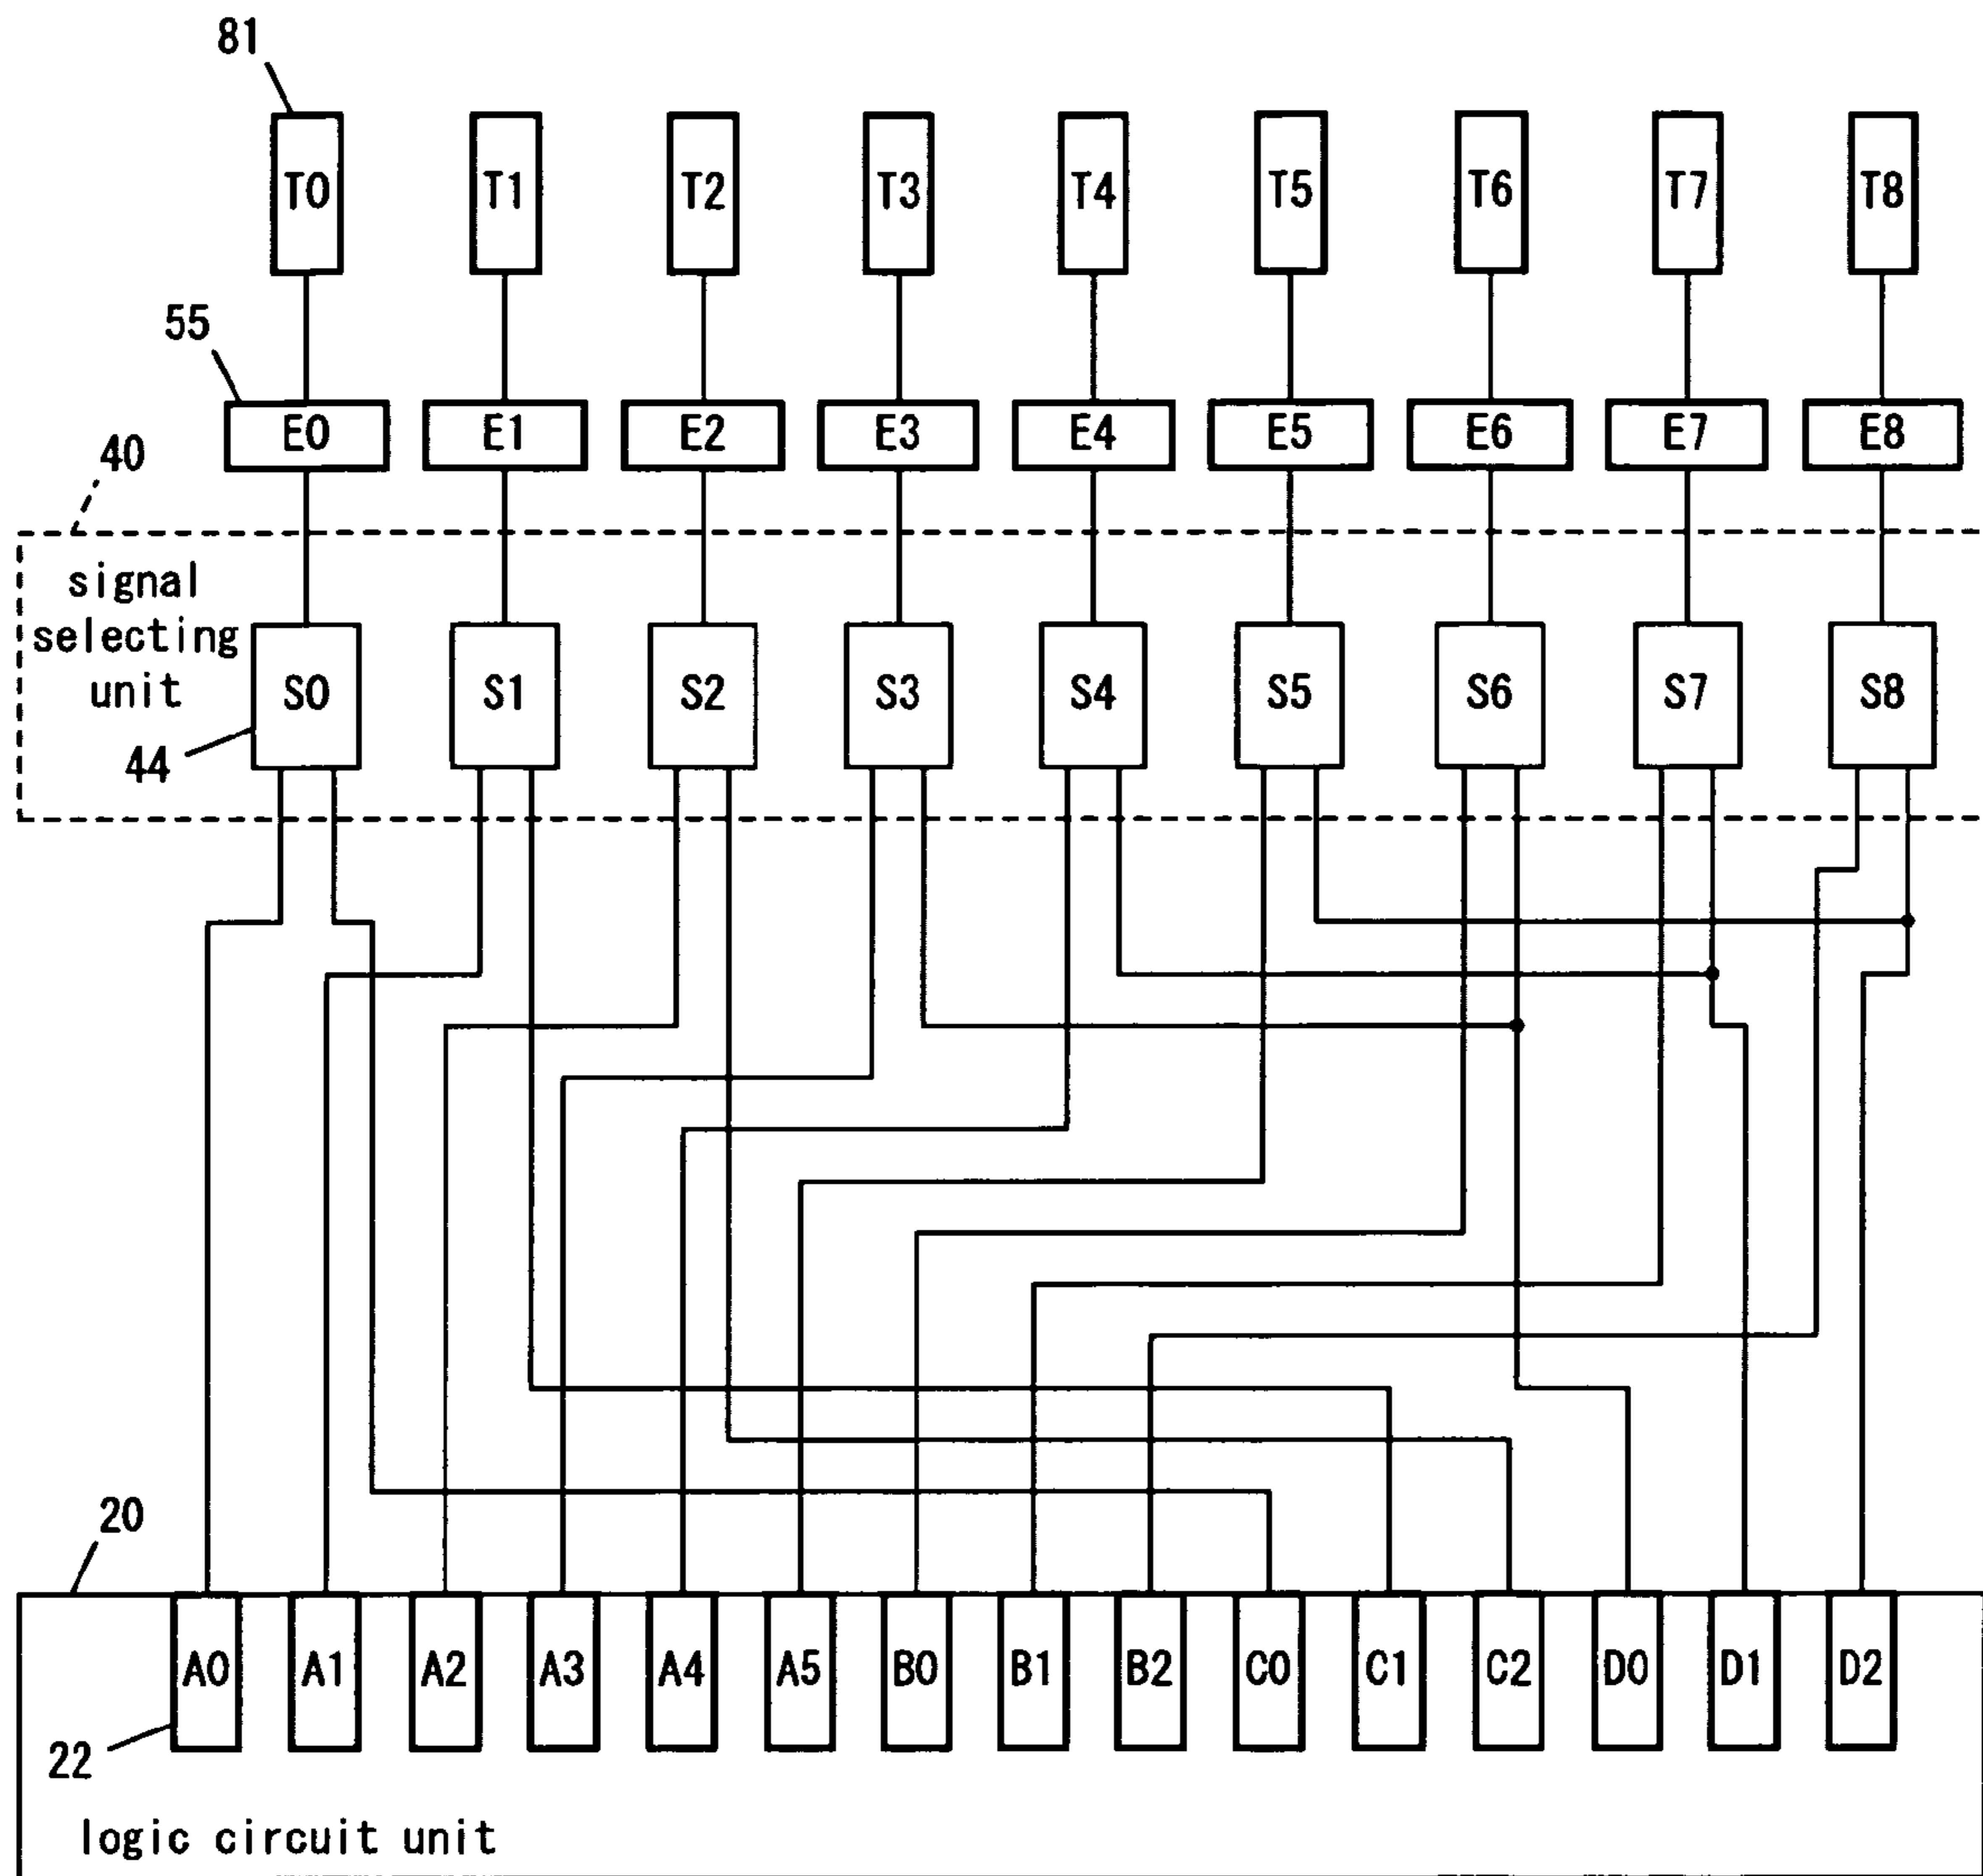 81
T0 T1 T2 T3 T4 T5 T6 T7 T8
55
E0 E1 E2 E3 E4 E5 E6 E7 E8
40
signal
selecting
unit
S0 S1 S2 S3 S4 S5 S6 S7 S8
44
20
A0 A1 A2 A3 A4 A5 B0 B1 B2 C0 C1 C2 D0 D1 D2
22
logic circuit unit